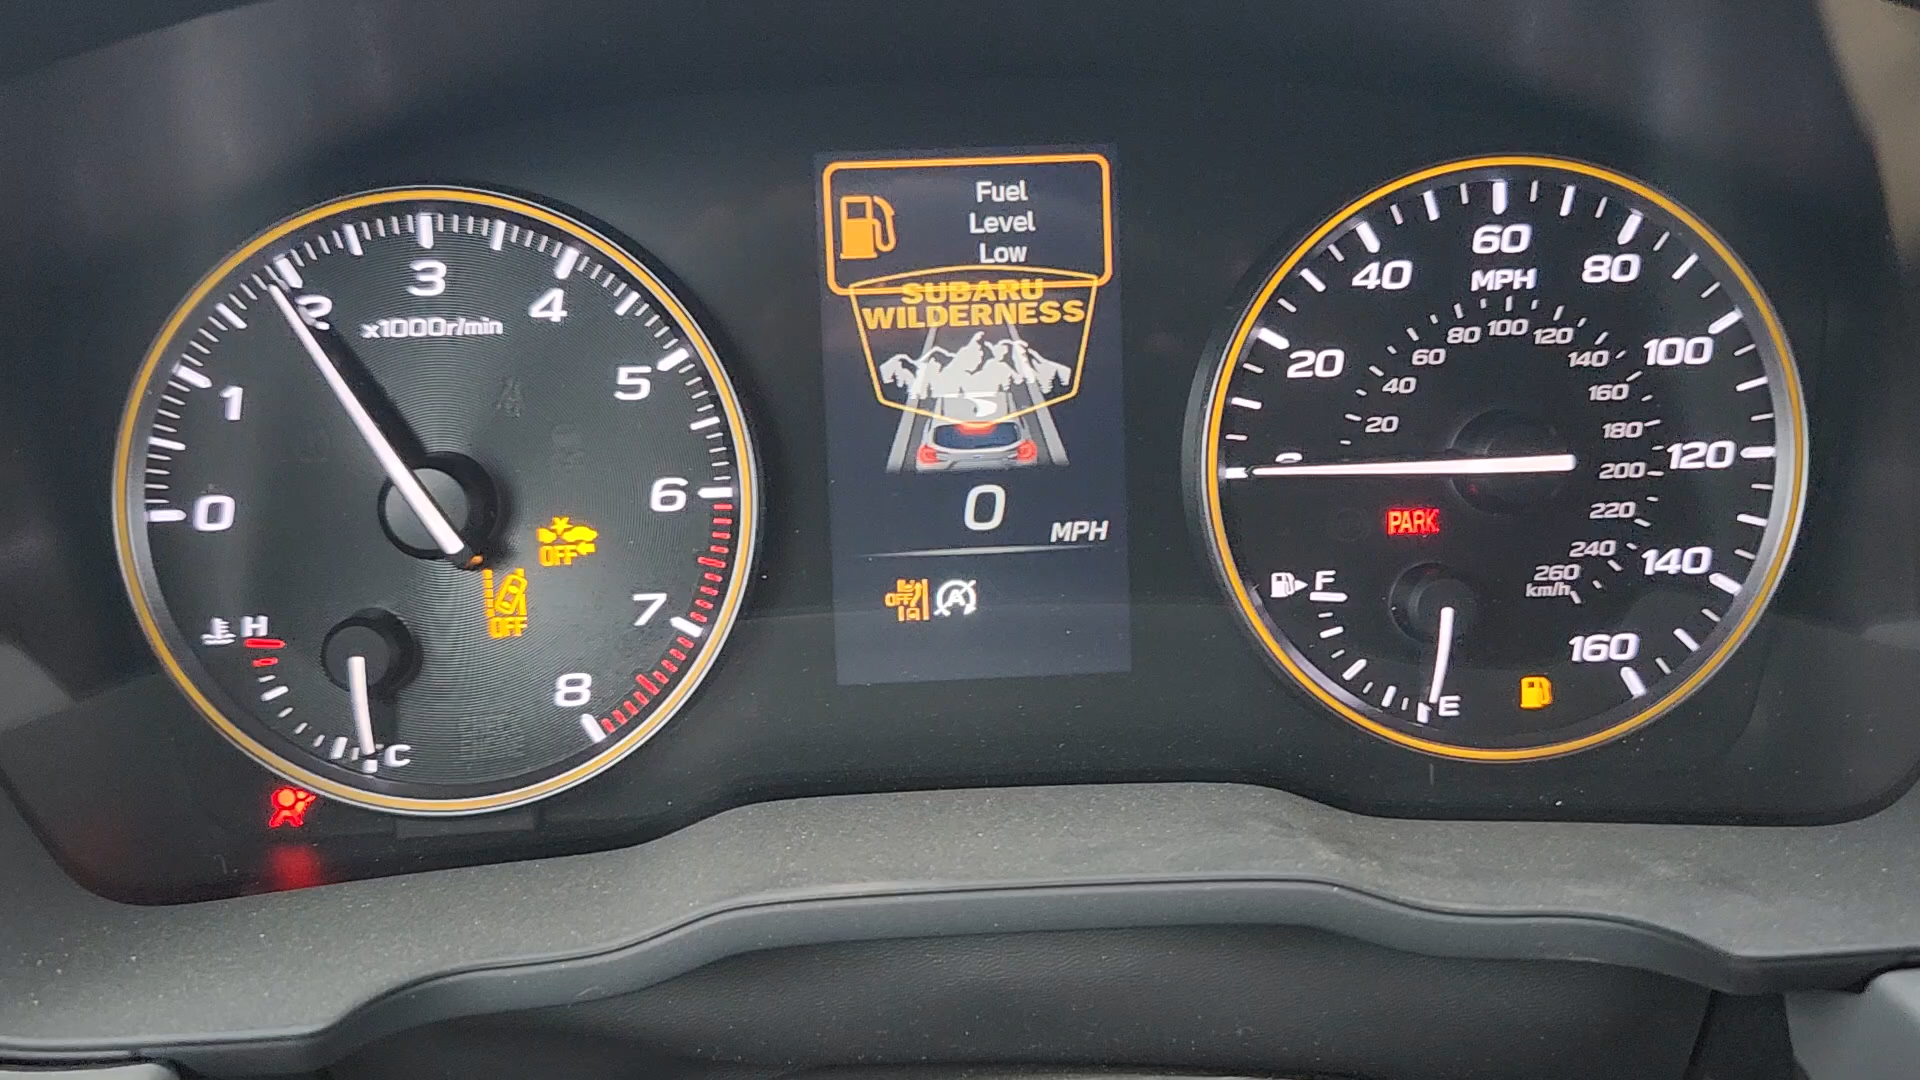 0
1
2
3
4
5
6
7
8
x1000r/min
H
C
OFF
OFF
Fuel
Level
Low
SUBARU
WILDERNESS
0
MPH
OFF
A
20
40
60
80
100
120
140
160
MPH
20
40
60
80
100
120
140
160
180
200
220
240
260
km/h
PARK
F
E